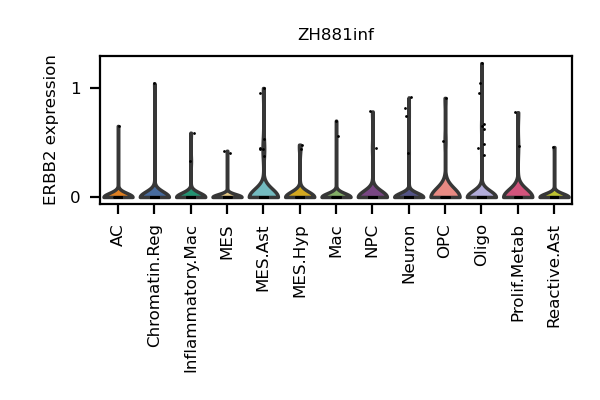 ZH881inf
ERBB2 expression
1
0
AC
Chromatin.Reg
Inflammatory.Mac
MES
MES.Ast
MES.Hyp
Mac
NPC
Neuron
OPC
Oligo
Prolif.Metab
Reactive.Ast